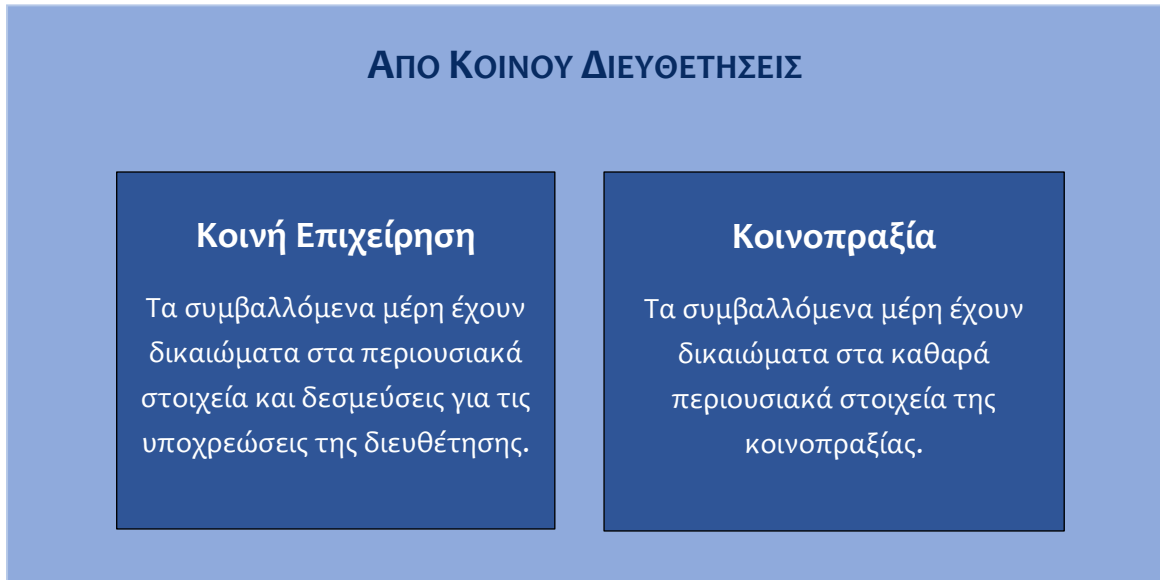 ΑΠΟ ΚΟΙΝΟΥ ΔΙΕΥΘΕΤΗΣΕΙΣ
Κοινή Επιχείρηση
Τα συμβαλλόμενα μέρη έχουν
δικαιώματα στα περιουσιακά
στοιχεία και δεσμεύσεις για τις
υποχρεώσεις της διευθέτησης.
Κοινοπραξία
Τα συμβαλλόμενα μέρη έχουν
δικαιώματα στα καθαρά
περιουσιακά στοιχεία της
κοινοπραξίας.